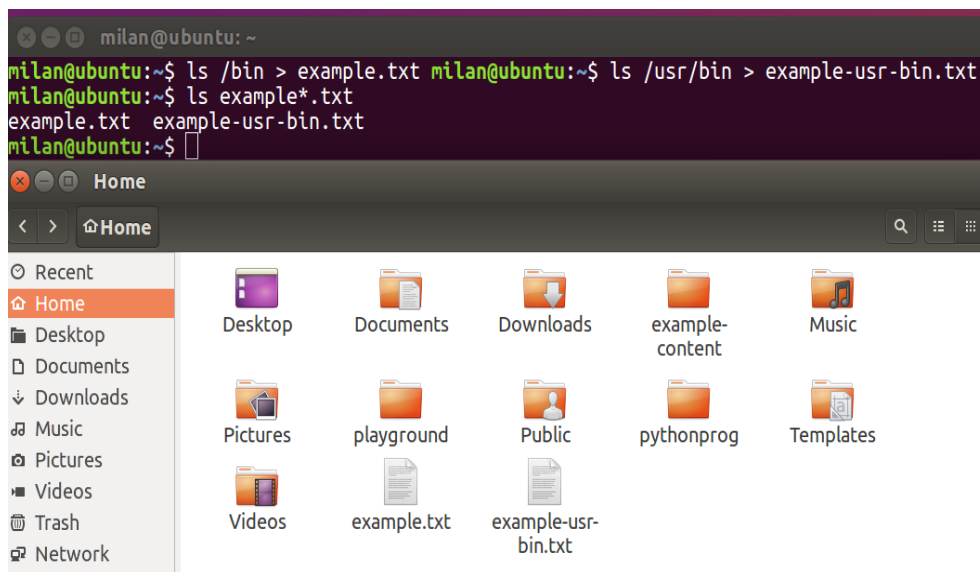 milan@ubuntu: ~
milan@ubuntu:~$ ls /bin > example.txt milan@ubuntu:~$ ls /usr/bin > example-usr-bin.txt
milan@ubuntu:~$ ls example*.txt
example.txt  example-usr-bin.txt
milan@ubuntu:~$
Home
Home
Recent
Home
Desktop
Documents
Downloads
Music
Pictures
Videos
Trash
Network
Desktop
Documents
Downloads
example-
content
Music
Pictures
playground
Public
pythonprog
Templates
Videos
example.txt
example-usr-
bin.txt